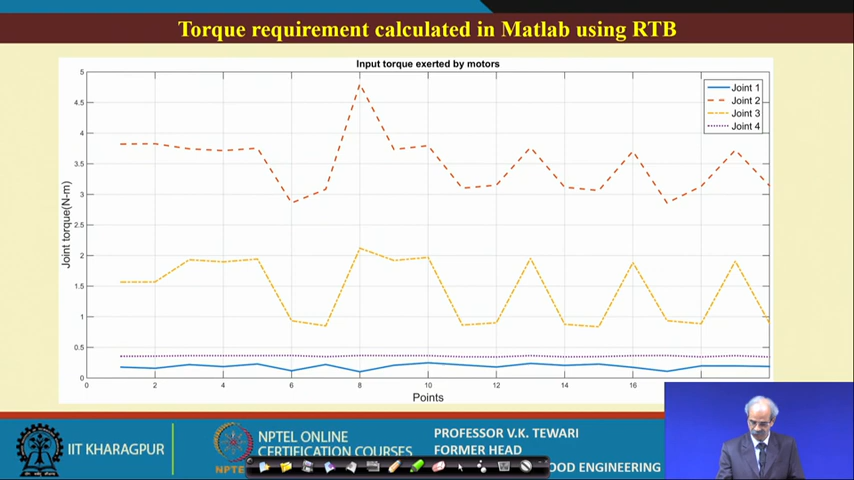 Torque requirement calculated in Matlab using RTB
Input torque exerted by motors
Joint 1
Joint 2
Joint 3
Joint 4
5
4.5
4
3.5
3
2.5
2
1.5
1
0.5
0
Joint torque(N-m)
0 2 4 6 8 10 12 14 16
Points
IIT KHARAGPUR
NPTEL ONLINE
CERTIFICATION COURSES
NPTEL
PROFESSOR V.K. TEWARI
FORMER HEAD
OOD ENGINEERING